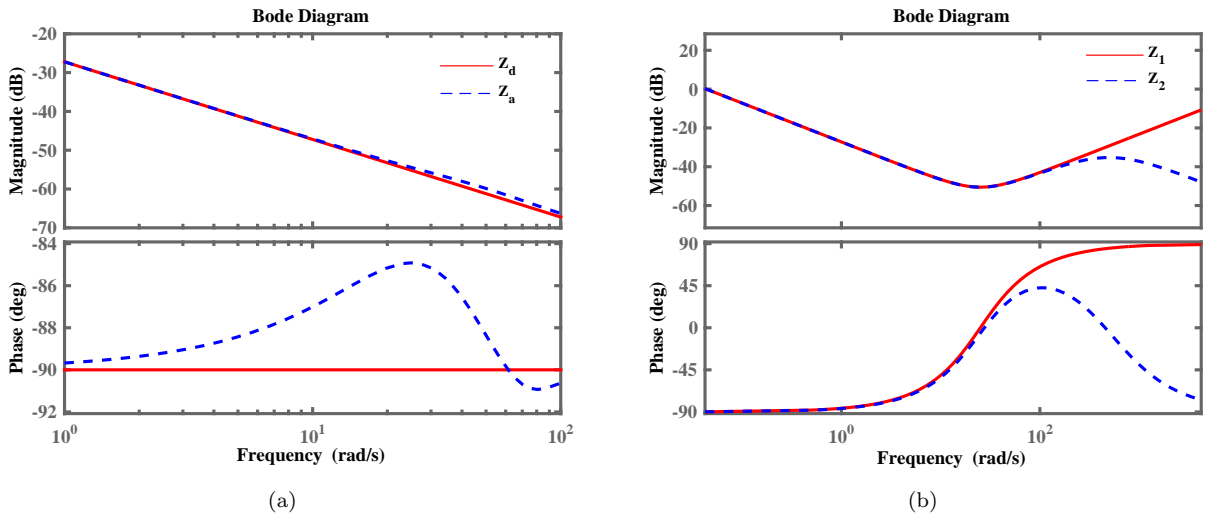 Bode Diagram
-20
-30
-40
-50
-60
-70
Magnitude (dB)
Z_d
Z_a
-84
-86
-88
-90
-92
Phase (deg)
10^0
10^1
10^2
Frequency (rad/s)
(a)
Bode Diagram
20
0
-20
-40
-60
Magnitude (dB)
Z_1
Z_2
90
45
0
-45
-90
Phase (deg)
10^0
10^2
Frequency (rad/s)
(b)